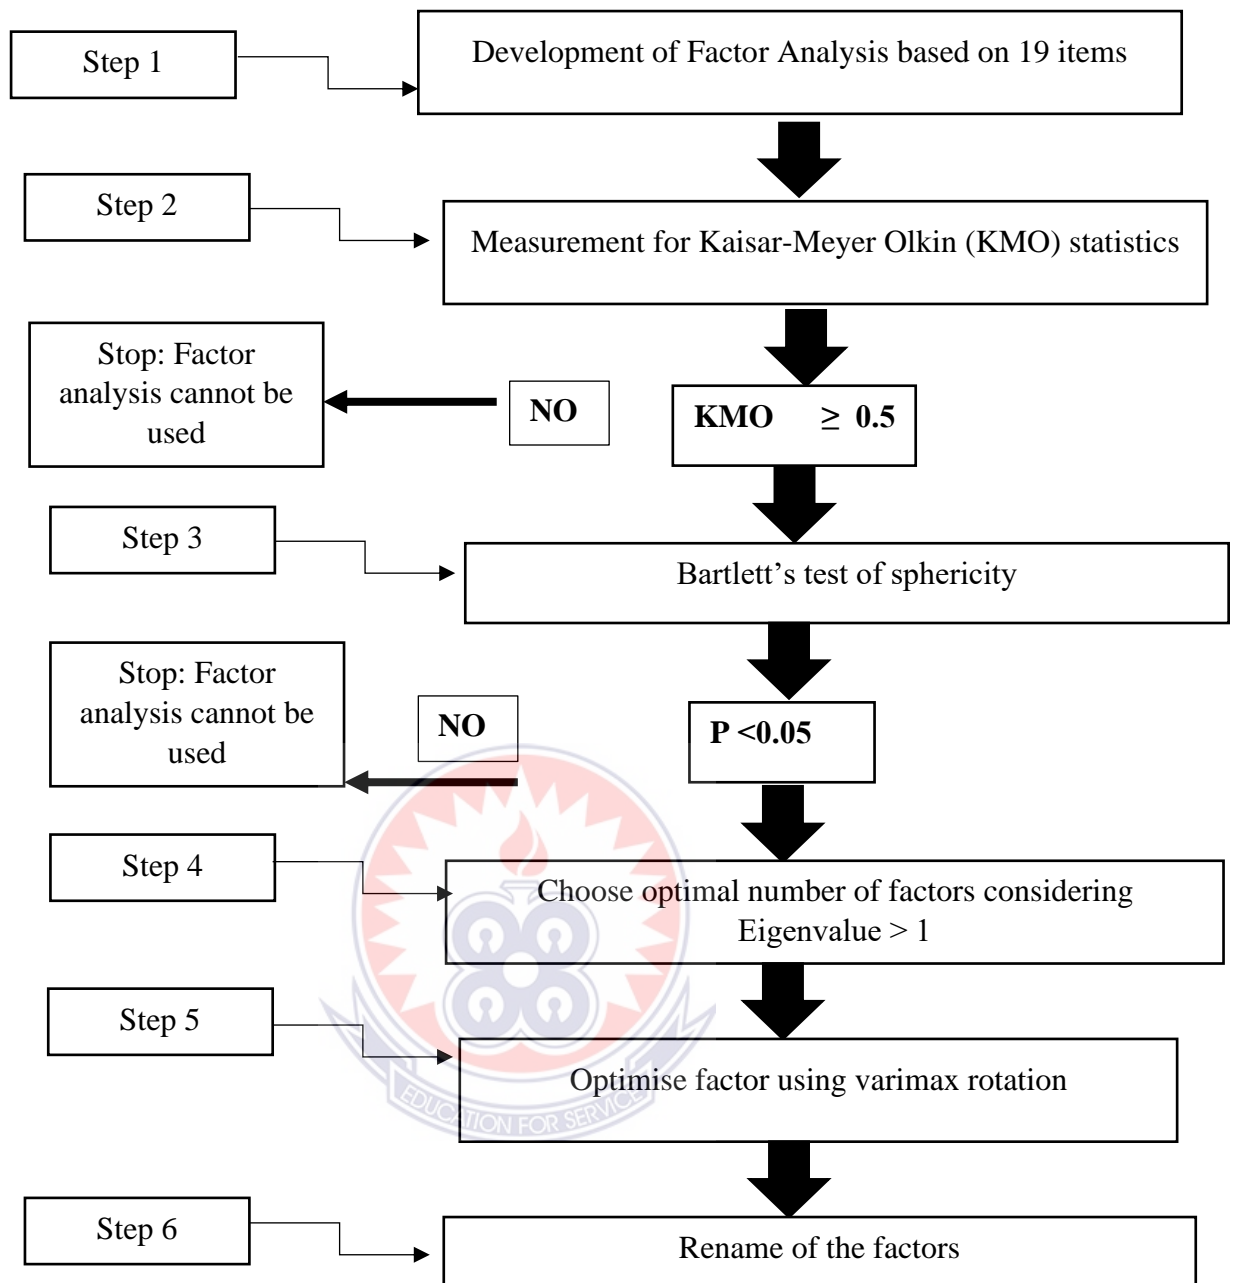 Step 1
Development of Factor Analysis based on 19 items
Step 2
Measurement for Kaisar-Meyer Olkin (KMO) statistics
Stop: Factor
analysis cannot be
used
NO
KMO ≥ 0.5
Step 3
Bartlett’s test of sphericity
Stop: Factor
analysis cannot be
used
NO
P <0.05
Step 4
Choose optimal number of factors considering
Eigenvalue > 1
Step 5
Optimise factor using varimax rotation
EDUCATION FOR SERVICE
Step 6
Rename of the factors